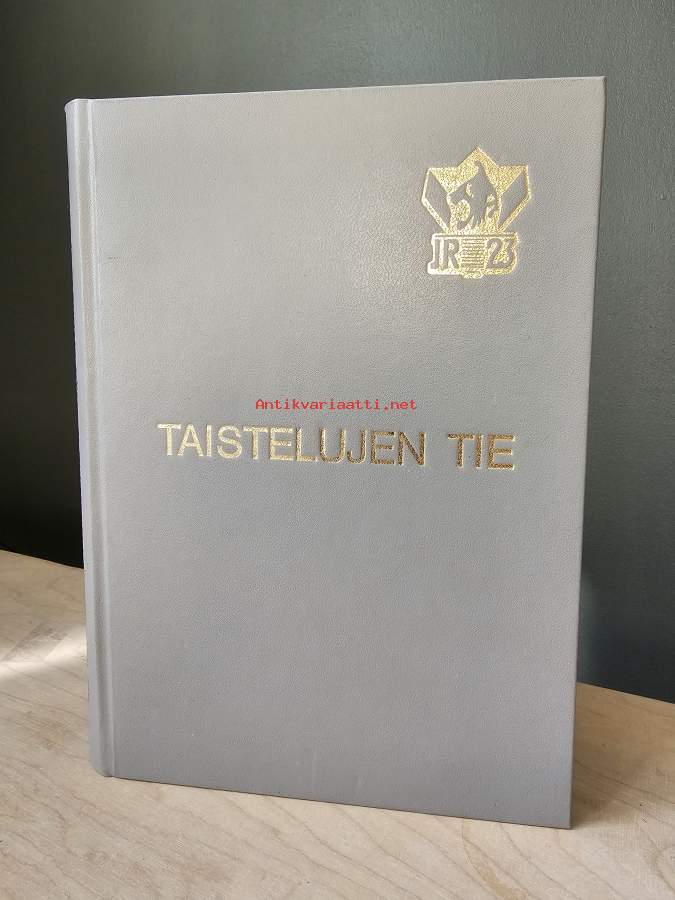 JR 23
Antikvariaatti.net
TAISTELUJEN TIE